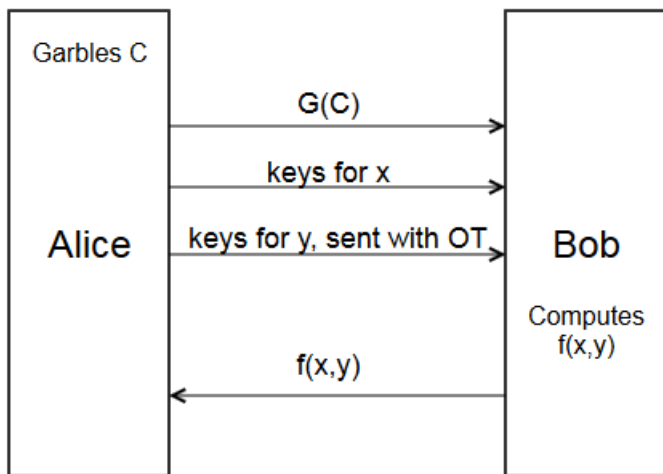 Garbles C
G(C)
keys for x
Alice
keys for y, sent with OT
Bob
Computes
f(x,y)
f(x,y)